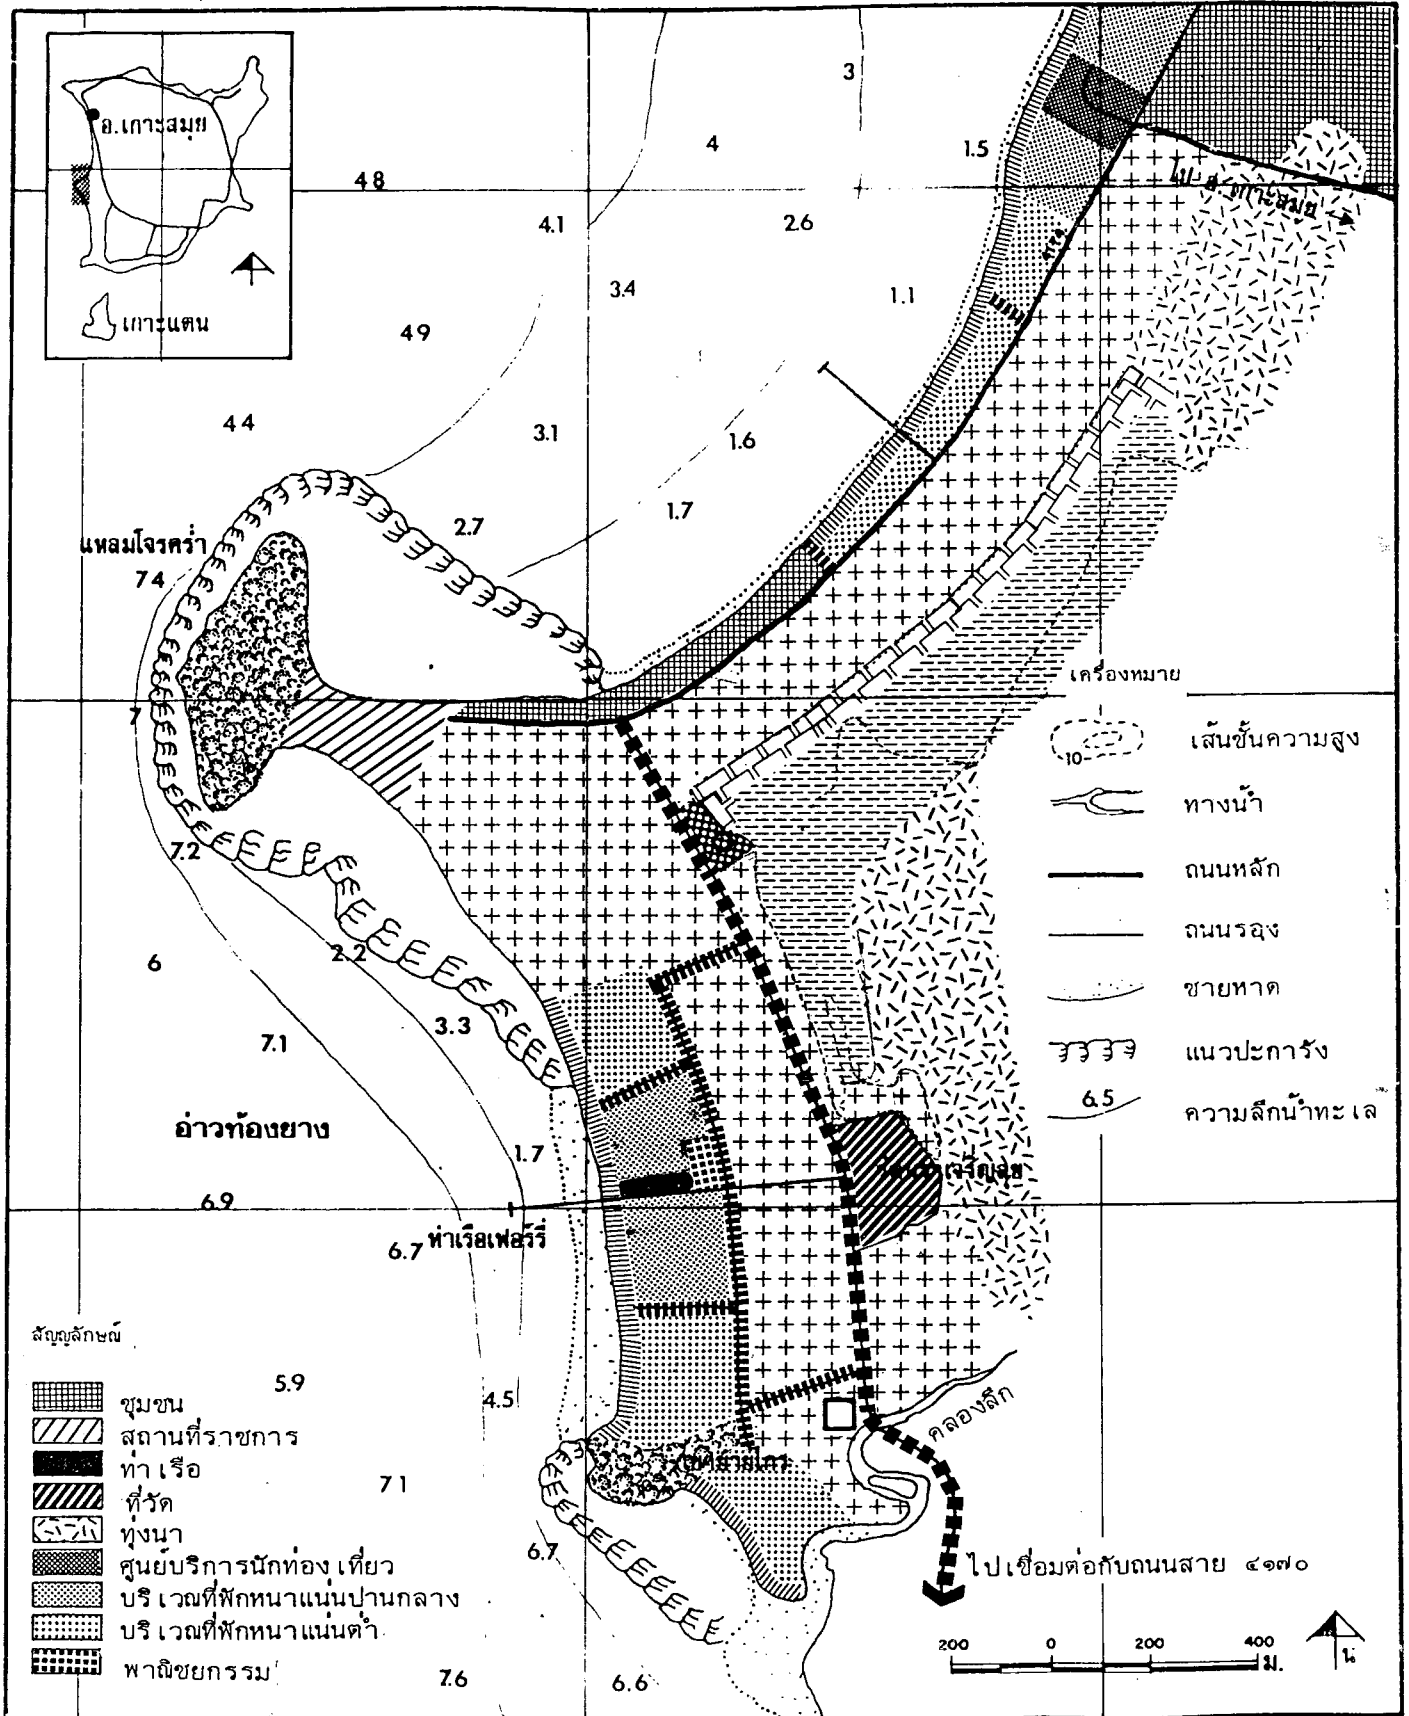 อ.เกาะสมุย
เกาะแตน
3
4
1.5
48
4.1
2.6
ไป อ.เกาะสมุย
3.4
1.1
49
44
3.1
1.6
2.7
1.7
แหลมโจรคร่ำ
74
7
7.2
2.2
6
3.3
7.1
อ่าวท้องยาง
1.7
6.9
ท่าเรือเฟอร์รี่
6.7
5.9
4.5
71
6.7
7.6
6.6
คลองลึก
ไปเชื่อมต่อกับถนนสาย ๔๑๗๐
เครื่องหมาย
10
เส้นชั้นความสูง
ทางน้ำ
ถนนหลัก
ถนนรอง
ชายหาด
แนวปะการัง
6.5
ความลึกน้ำทะเล
สัญญลักษณ์
ชุมชน
สถานที่ราชการ
ท่าเรือ
ที่วัด
ทุ่งนา
ศูนย์บริการนักท่องเที่ยว
บริเวณที่พักหนาแน่นปานกลาง
บริเวณที่พักหนาแน่นต่ำ
พาณิชยกรรม
200 0 200 400
ม.
น